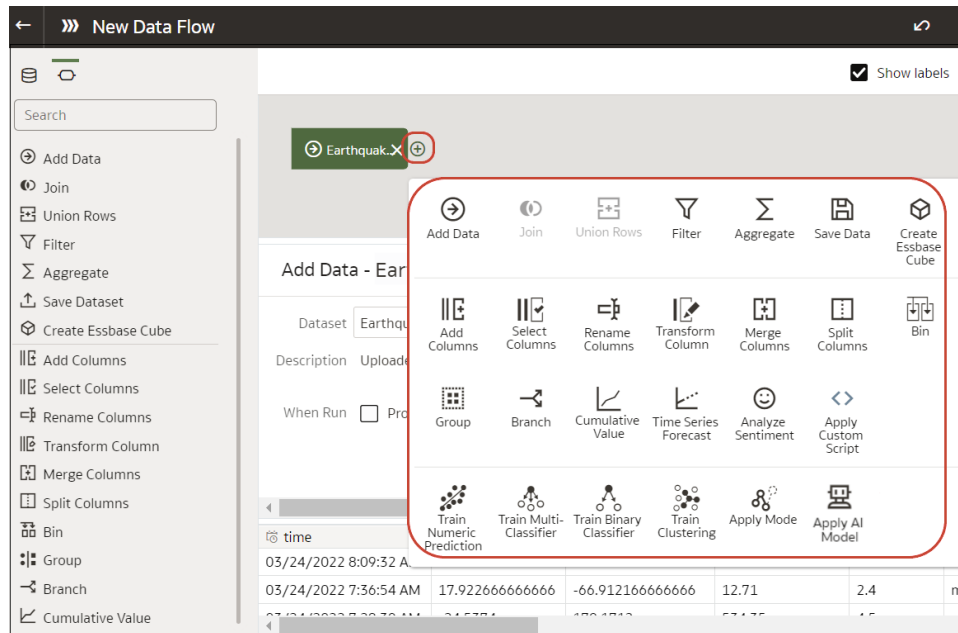 New Data Flow
Show labels
Search
Add Data
Join
Union Rows
Filter
Aggregate
Save Dataset
Create Essbase Cube
Add Columns
Select Columns
Rename Columns
Transform Column
Merge Columns
Split Columns
Bin
Group
Branch
Cumulative Value
Earthquak..
Add Data
Join
Union Rows
Filter
Aggregate
Save Data
Create
Essbase
Cube
Add
Columns
Select
Columns
Rename
Columns
Transform
Column
Merge
Columns
Split
Columns
Bin
Group
Branch
Cumulative
Value
Time Series
Forecast
Analyze
Sentiment
Apply
Custom
Script
Train
Numeric
Prediction
Train Multi-
Classifier
Train Binary
Classifier
Train
Clustering
Apply Mode
Apply AI
Model
Add Data - Ear
Dataset Earthqu
Description Uploade
When Run Pro
time
03/24/2022 8:09:32 A
03/24/2022 7:36:54 AM 17.922666666666 -66.912166666666 12.71 2.4